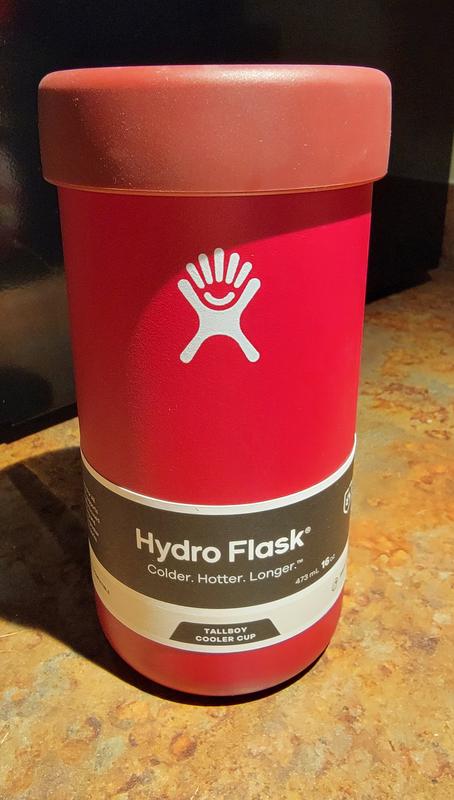 Hydro Flask®
Colder. Hotter. Longer.™
473 mL 16 oz
TALLBOY
COOLER CUP